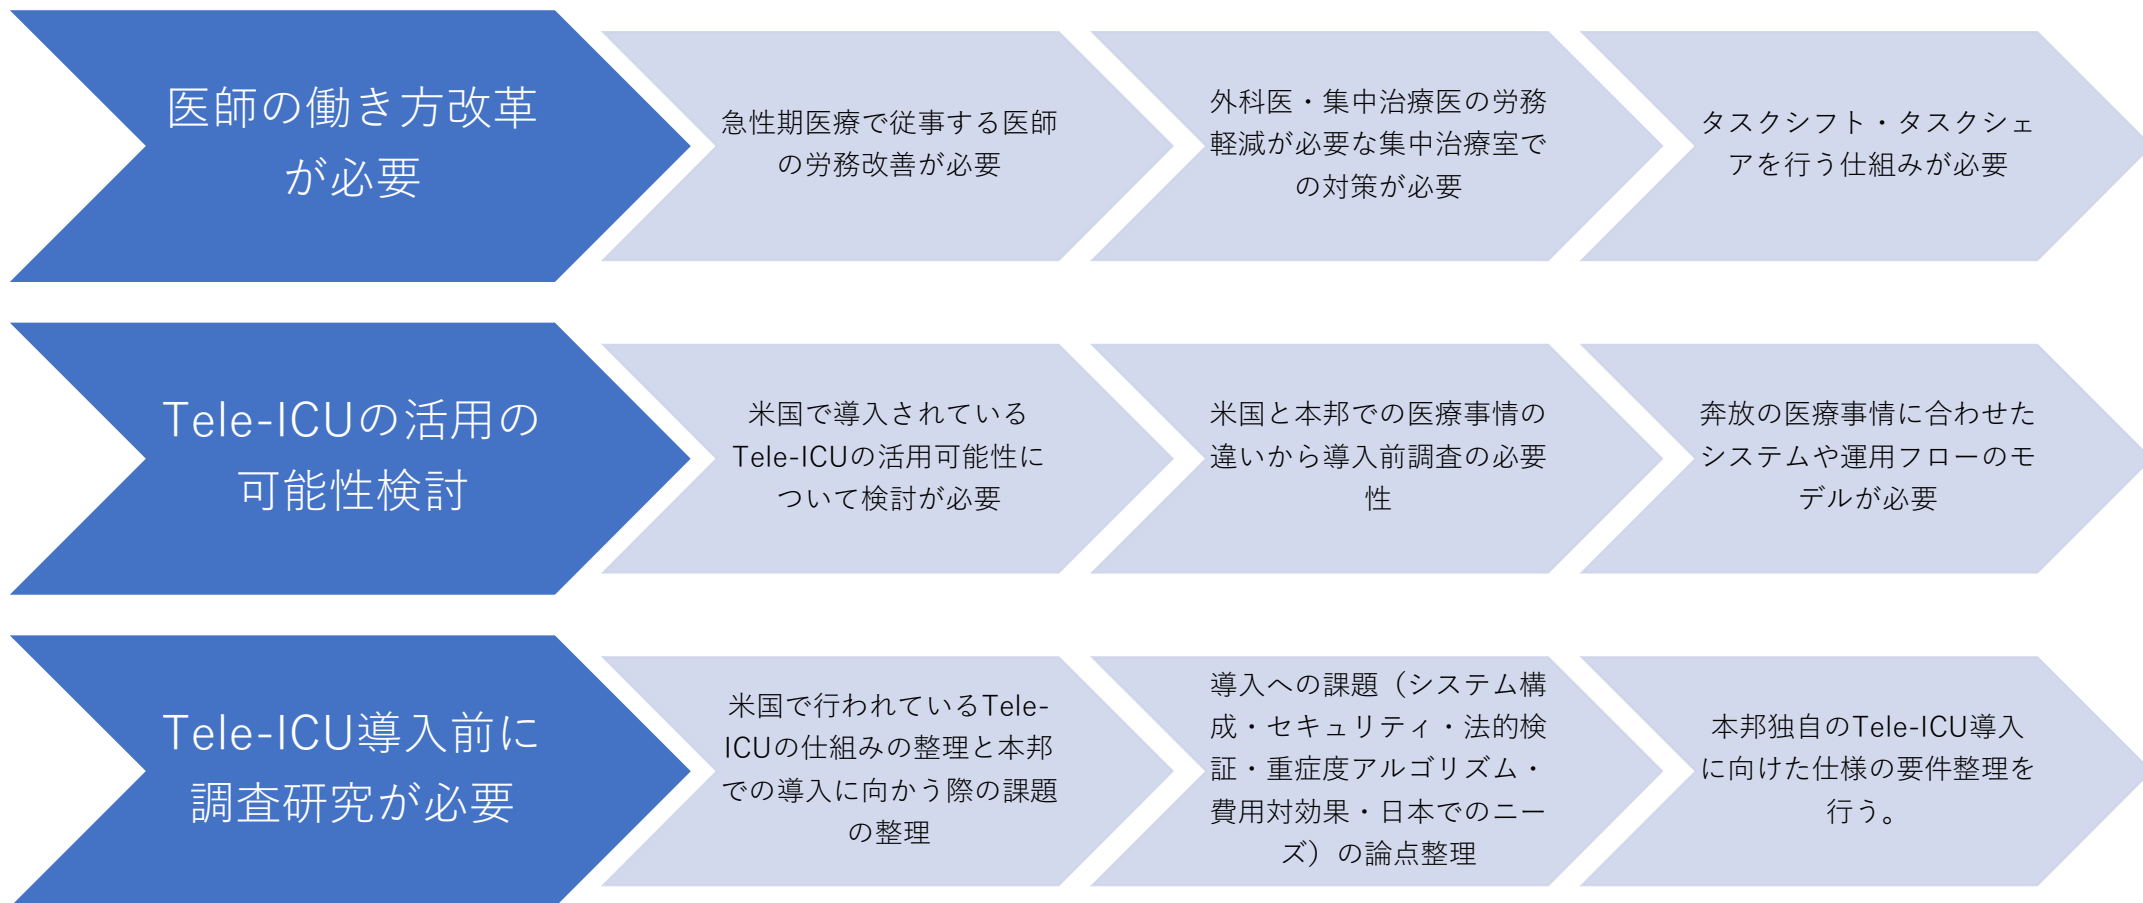 医師の働き方改革
が必要
急性期医療で従事する医師
の労務改善が必要
外科医・集中治療医の労務
軽減が必要な集中治療室で
の対策が必要
タスクシフト・タスクシェ
アを行う仕組みが必要
Tele-ICUの活用の
可能性検討
米国で導入されている
Tele-ICUの活用可能性に
ついて検討が必要
米国と本邦での医療事情の
違いから導入前調査の必要
性
奔放の医療事情に合わせた
システムや運用フローのモ
デルが必要
Tele-ICU導入前に
調査研究が必要
米国で行われているTele-
ICUの仕組みの整理と本邦
での導入に向かう際の課題
の整理
導入への課題（システム構
成・セキュリティ・法的検
証・重症度アルゴリズム・
費用対効果・日本でのニー
ズ）の論点整理
本邦独自のTele-ICU導入
に向けた仕様の要件整理を
行う。